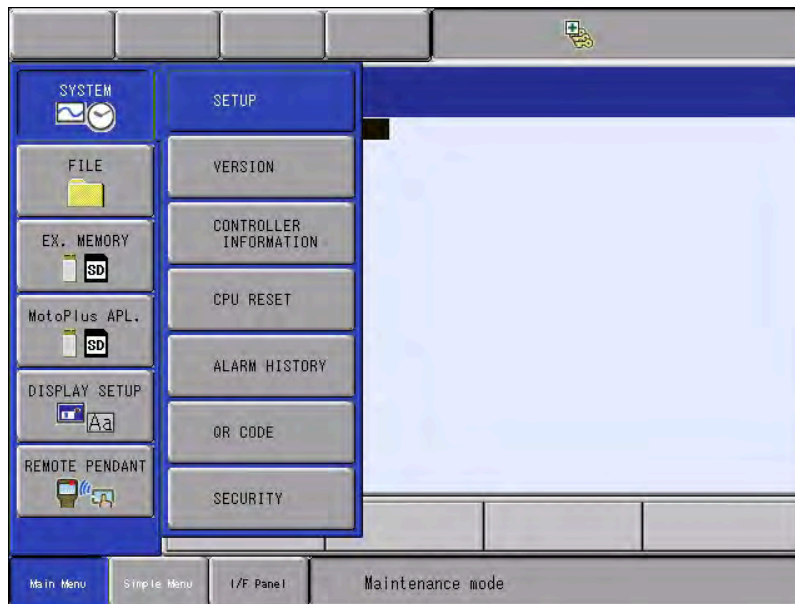 SYSTEM
SETUP
FILE
VERSION
EX. MEMORY
SD
CONTROLLER
INFORMATION
MotoPlus APL.
SD
CPU RESET
ALARM HISTORY
DISPLAY SETUP
Aa
QR CODE
REMOTE PENDANT
SECURITY
Main Menu
Simple Menu
I/F Panel
Maintenance mode